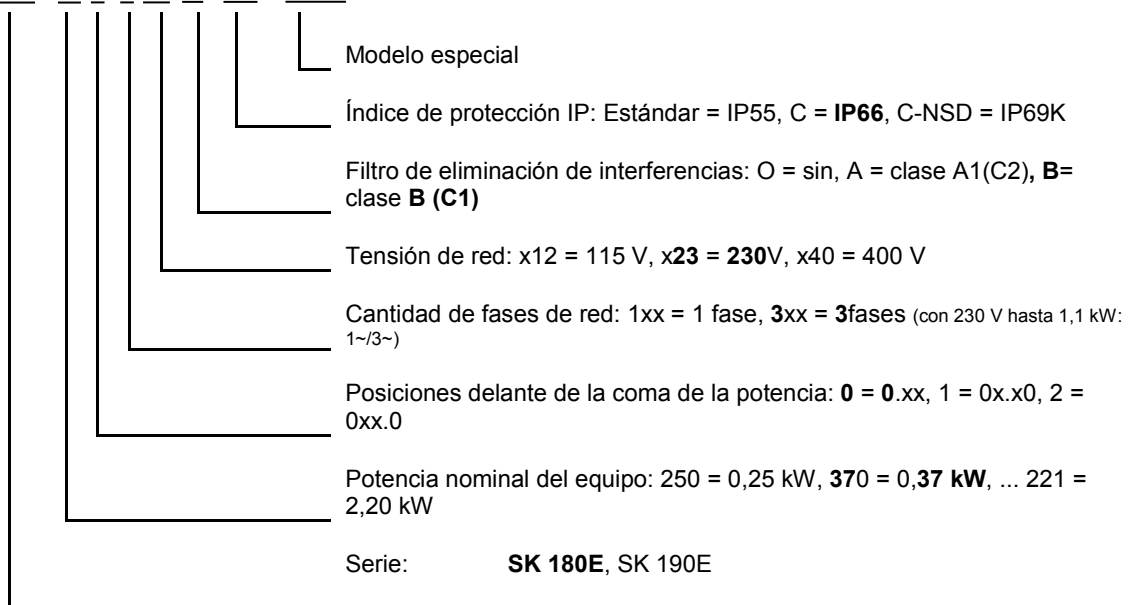 Modelo especial
Índice de protección IP: Estándar = IP55, C = IP66, C-NSD = IP69K
Filtro de eliminación de interferencias: O = sin, A = clase A1(C2), B=
clase B (C1)
Tensión de red: x12 = 115 V, x23 = 230V, x40 = 400 V
Cantidad de fases de red: 1xx = 1 fase, 3xx = 3fases (con 230 V hasta 1,1 kW:
1~/3~)
Posiciones delante de la coma de la potencia: 0 = 0.xx, 1 = 0x.x0, 2 =
0xx.0
Potencia nominal del equipo: 250 = 0,25 kW, 370 = 0,37 kW, ... 221 =
2,20 kW
Serie: SK 180E, SK 190E